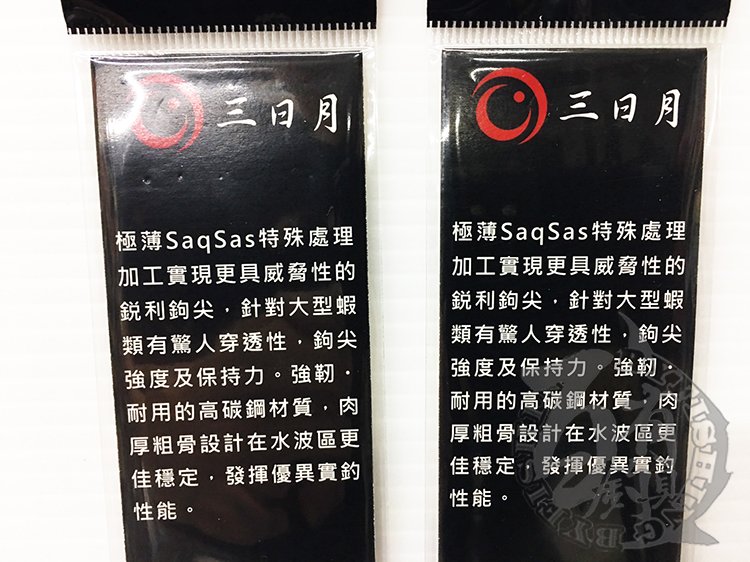 三日月
極薄SaqSas特殊處理
加工實現更具威脅性的
鋭利鉤尖，針對大型蝦
類有驚人穿透性，鉤尖
強度及保持力。強韌・
耐用的高碳鋼材質，肉
厚粗骨設計在水波區更
佳穩定，發揮優異實釣
性能。
三日月
極薄SaqSas特殊處理
加工實現更具威脅性的
鋭利鉤尖，針對大型蝦
類有驚人穿透性，鉤尖
強度及保持力。強韌・
耐用的高碳鋼材質，肉
厚粗骨設計在水波區更
佳穩定，發揮優異實釣
性能。